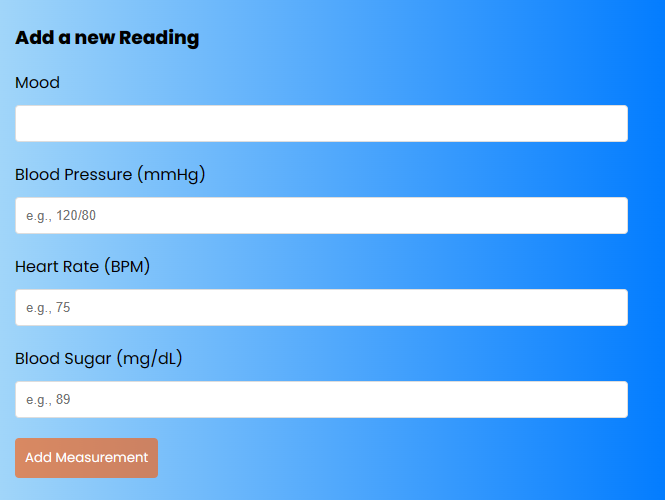 Add a new Reading
Mood
Blood Pressure (mmHg)
e.g., 120/80
Heart Rate (BPM)
e.g., 75
Blood Sugar (mg/dL)
e.g., 89
Add Measurement